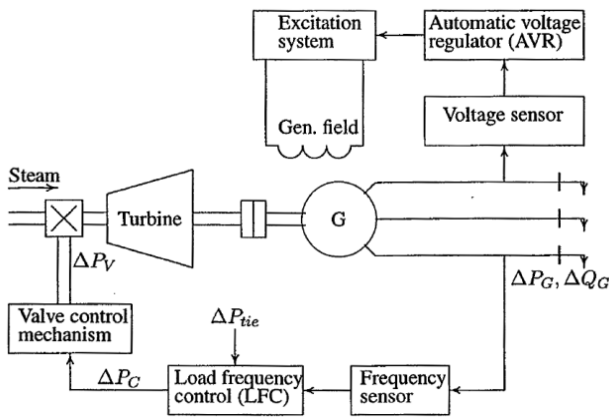 Excitation
system
Automatic voltage
regulator (AVR)
Gen. field
Voltage sensor
Steam
Turbine
G
ΔP_V
ΔP_G, ΔQ_G
Valve control
mechanism
ΔP_tie
ΔP_C
Load frequency
control (LFC)
Frequency
sensor